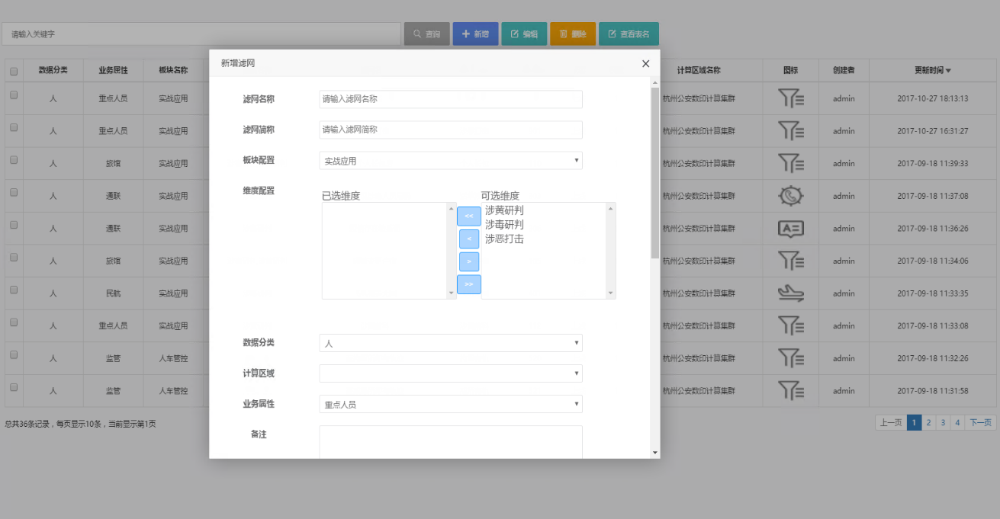 请输入关键字 查询 新增 编辑 删除 查看表名
新增滤网
数据分类 业务属性 板块名称 计算区域名称 图标 创建者 更新时间
人 重点人员 实战应用 杭州公安数印计算集群 admin 2017-10-27 18:13:13
人 重点人员 实战应用 杭州公安数印计算集群 admin 2017-10-27 16:31:27
人 旅馆 实战应用 杭州公安数印计算集群 admin 2017-09-18 11:39:33
人 通联 实战应用 杭州公安数印计算集群 admin 2017-09-18 11:37:08
人 通联 实战应用 杭州公安数印计算集群 admin 2017-09-18 11:36:26
人 旅馆 实战应用 杭州公安数印计算集群 admin 2017-09-18 11:34:06
人 民航 实战应用 杭州公安数印计算集群 admin 2017-09-18 11:33:35
人 重点人员 实战应用 杭州公安数印计算集群 admin 2017-09-18 11:33:08
人 监管 人车管控 杭州公安数印计算集群 admin 2017-09-18 11:32:26
人 监管 人车管控 杭州公安数印计算集群 admin 2017-09-18 11:31:58
滤网名称 请输入滤网名称
滤网简称 请输入滤网简称
板块配置 实战应用
维度配置 已选维度 可选维度
<<
<
>
>>
涉黄研判
涉毒研判
涉恶打击
数据分类 人
计算区域
业务属性 重点人员
备注
总共36条记录，每页显示10条，当前显示第1页
上一页 1 2 3 4 下一页